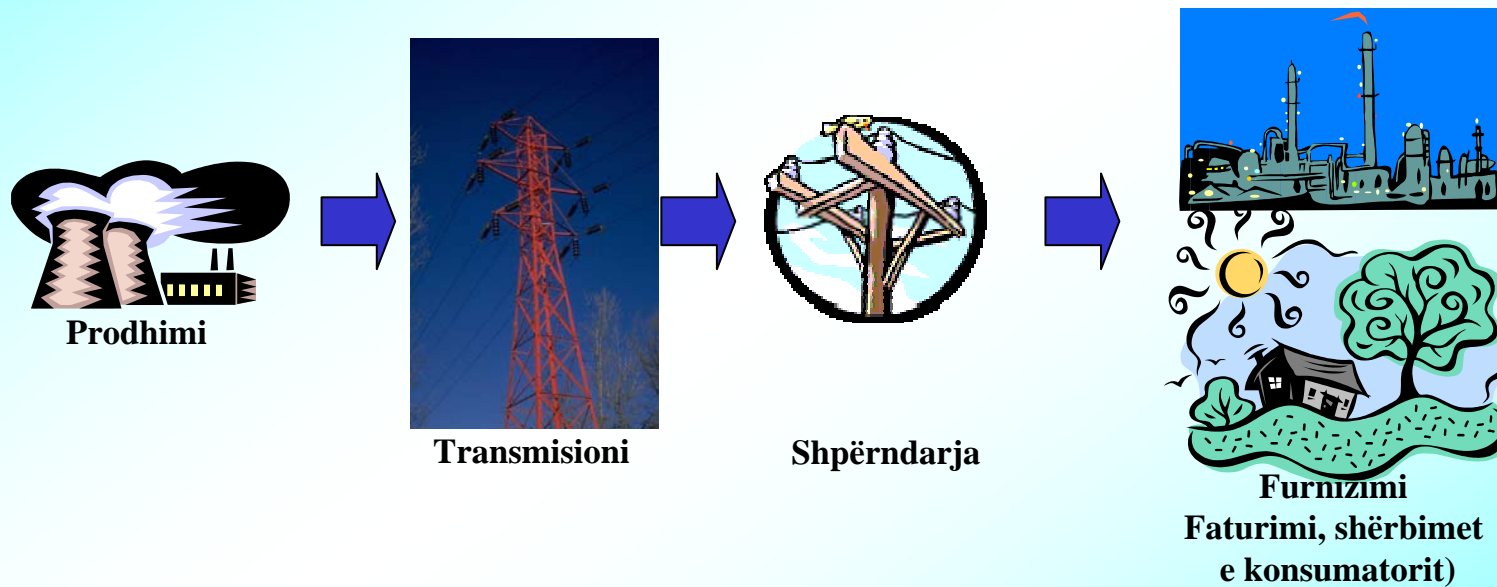 Prodhimi
Transmisioni
Shpërndarja
Furnizimi
Faturimi, shërbimet
e konsumatorit)